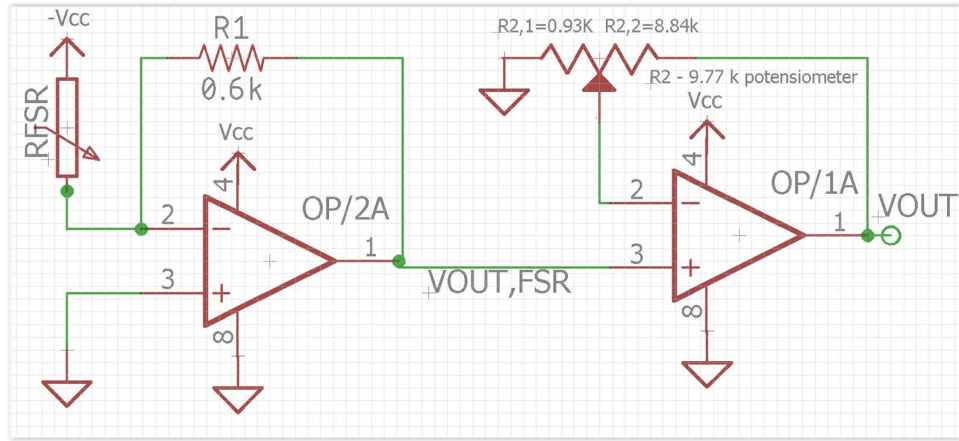 -Vcc
R1
0.6k
RFSR
Vcc
4
OP/2A
2
3
1
8
VOUT,FSR
R2,1=0.93K R2,2=8.84k
R2 - 9.77 k potensiometer
Vcc
4
OP/1A
2
3
1
8
VOUT